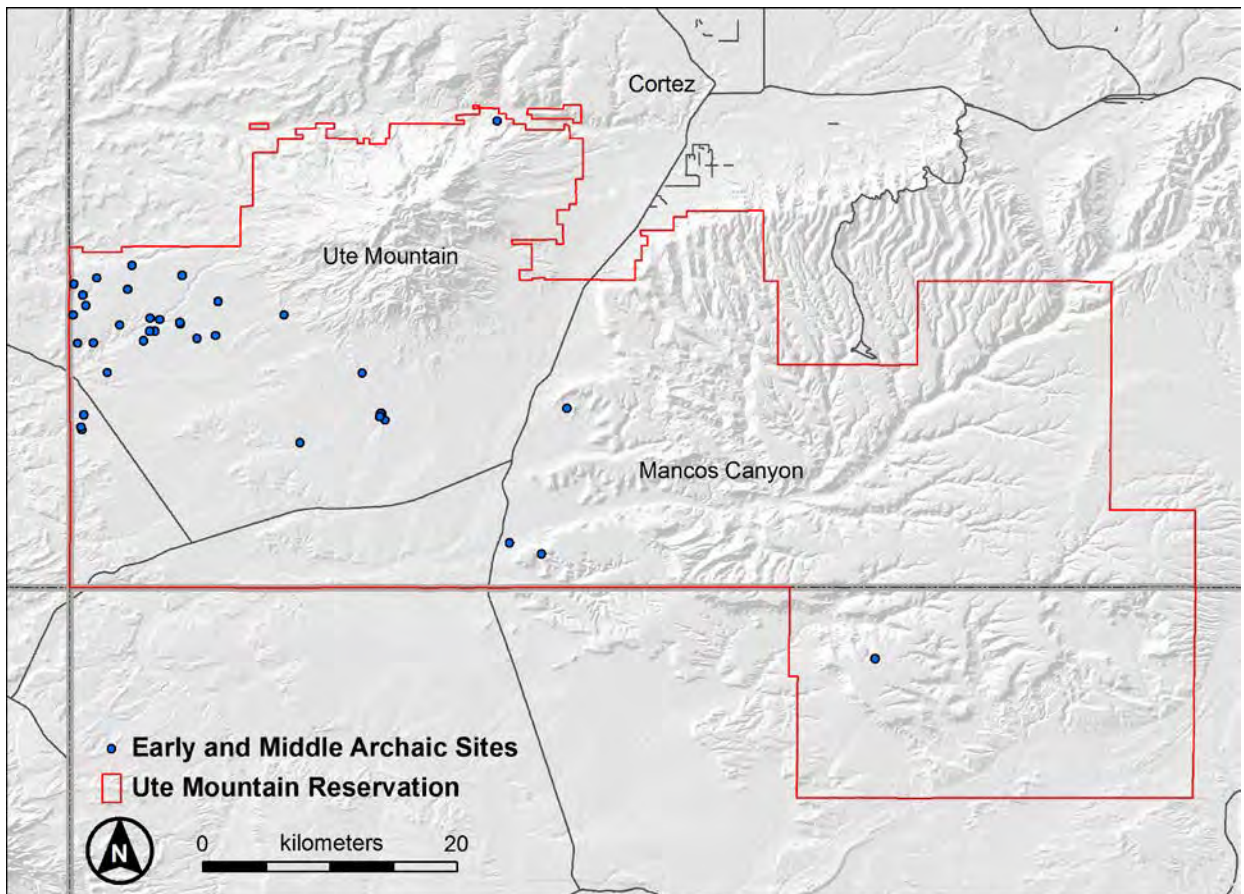 Cortez
Ute Mountain
Mancos Canyon
Early and Middle Archaic Sites
Ute Mountain Reservation
N
0 kilometers 20